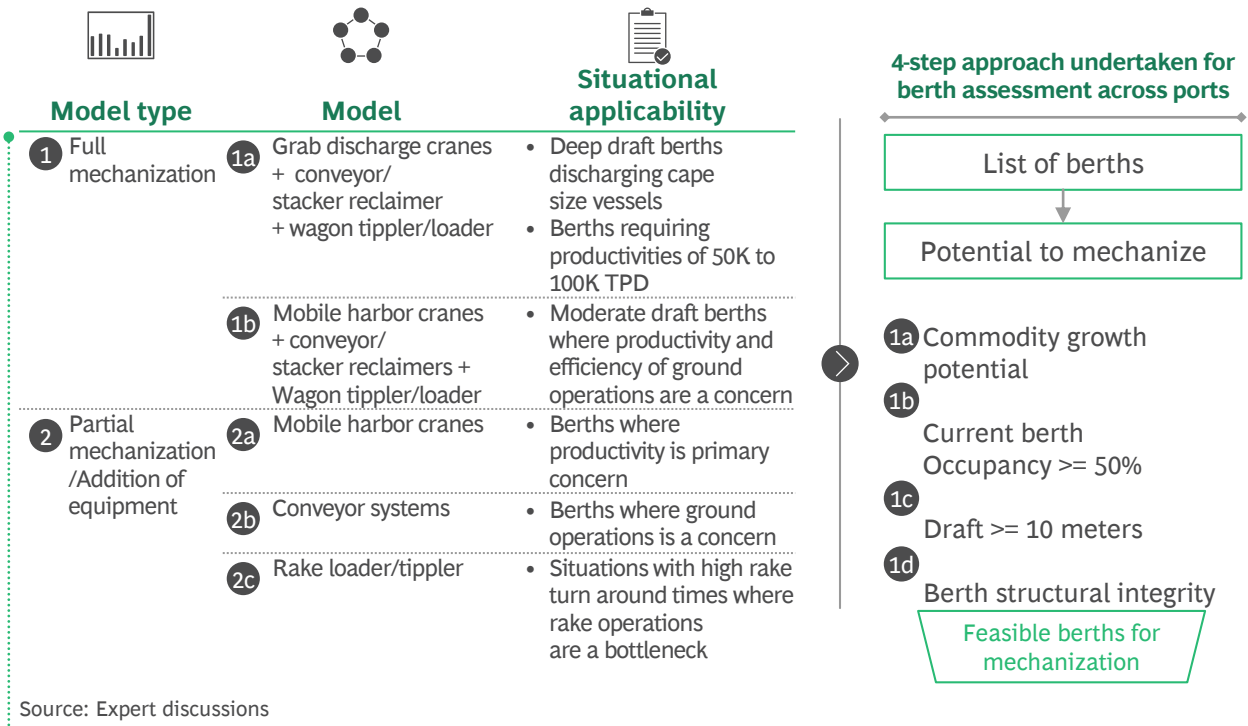 Model type
Model
Situational
applicability
1 Full
mechanization
1a Grab discharge cranes
+ conveyor/
stacker reclaimer
+ wagon tippler/loader
• Deep draft berths
discharging cape
size vessels
• Berths requiring
productivities of 50K to
100K TPD
1b Mobile harbor cranes
+ conveyor/
stacker reclaimers +
Wagon tippler/loader
• Moderate draft berths
where productivity and
efficiency of ground
operations are a concern
2 Partial
mechanization
/Addition of
equipment
2a Mobile harbor cranes
• Berths where
productivity is primary
concern
2b Conveyor systems
• Berths where ground
operations is a concern
2c Rake loader/tippler
• Situations with high rake
turn around times where
rake operations
are a bottleneck
4-step approach undertaken for
berth assessment across ports
List of berths
Potential to mechanize
1a Commodity growth
potential
1b
Current berth
Occupancy >= 50%
1c
Draft >= 10 meters
1d
Berth structural integrity
Feasible berths for
mechanization
Source: Expert discussions